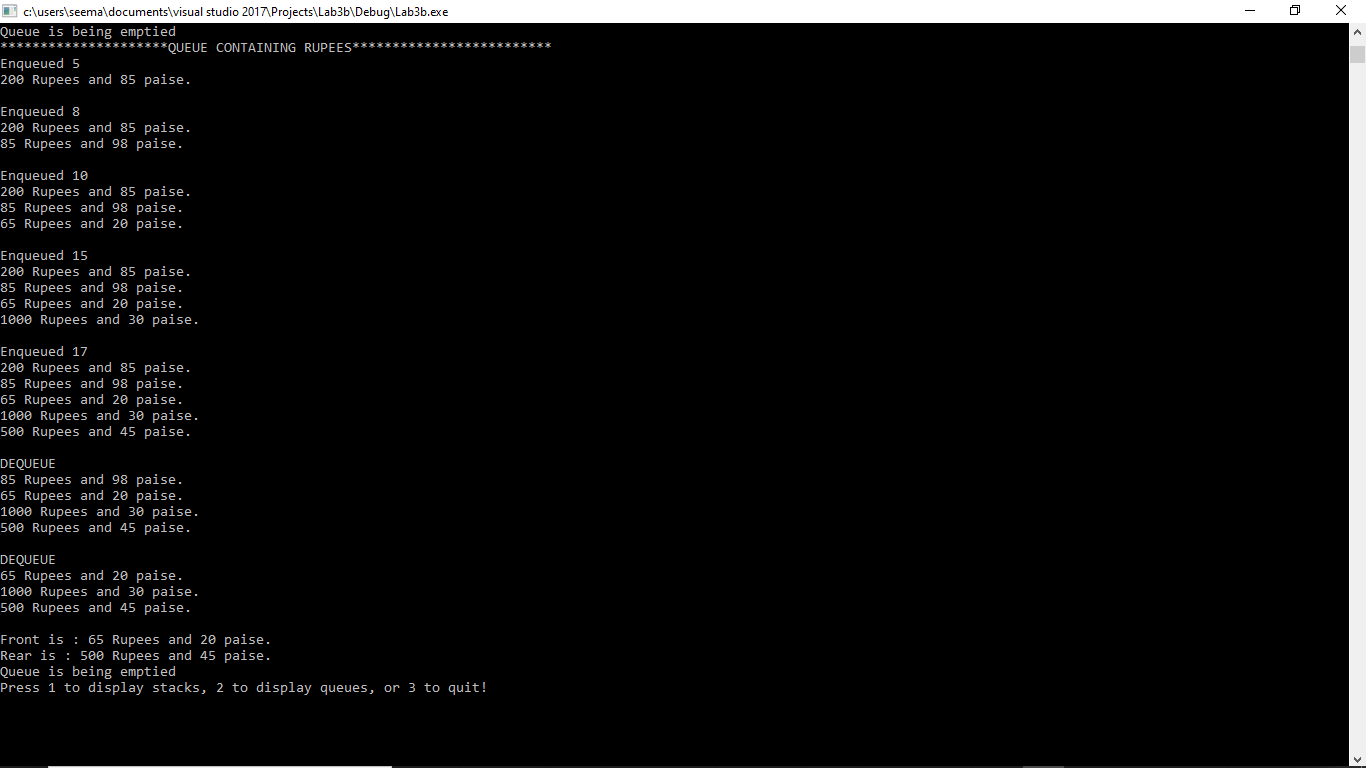 c:\users\seema\documents\visual studio 2017\Projects\Lab3b\Debug\Lab3b.exe
Queue is being emptied
*********************QUEUE CONTAINING RUPEES*************************
Enqueued 5
200 Rupees and 85 paise.
Enqueued 8
200 Rupees and 85 paise.
85 Rupees and 98 paise.
Enqueued 10
200 Rupees and 85 paise.
85 Rupees and 98 paise.
65 Rupees and 20 paise.
Enqueued 15
200 Rupees and 85 paise.
85 Rupees and 98 paise.
65 Rupees and 20 paise.
1000 Rupees and 30 paise.
Enqueued 17
200 Rupees and 85 paise.
85 Rupees and 98 paise.
65 Rupees and 20 paise.
1000 Rupees and 30 paise.
500 Rupees and 45 paise.
DEQUEUE
85 Rupees and 98 paise.
65 Rupees and 20 paise.
1000 Rupees and 30 paise.
500 Rupees and 45 paise.
DEQUEUE
65 Rupees and 20 paise.
1000 Rupees and 30 paise.
500 Rupees and 45 paise.
Front is : 65 Rupees and 20 paise.
Rear is : 500 Rupees and 45 paise.
Queue is being emptied
Press 1 to display stacks, 2 to display queues, or 3 to quit!